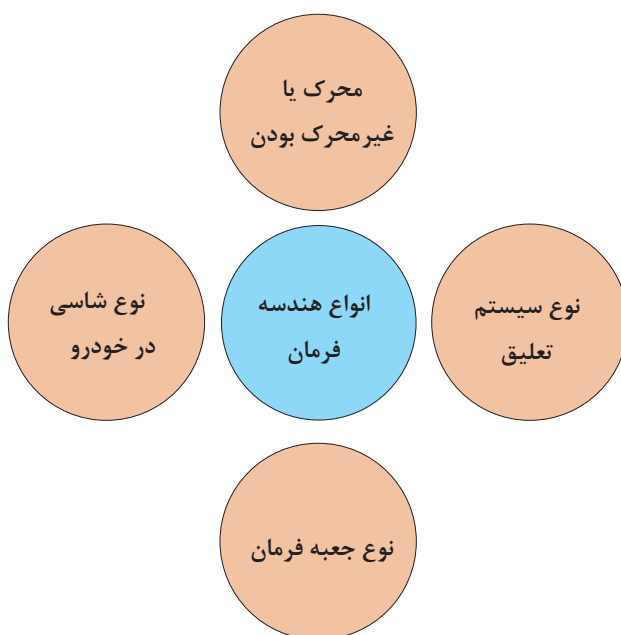 محرک یا
غیرمحرک بودن
نوع سیستم
تعلیق
انواع هندسه
فرمان
نوع شاسی
در خودرو
نوع جعبه فرمان